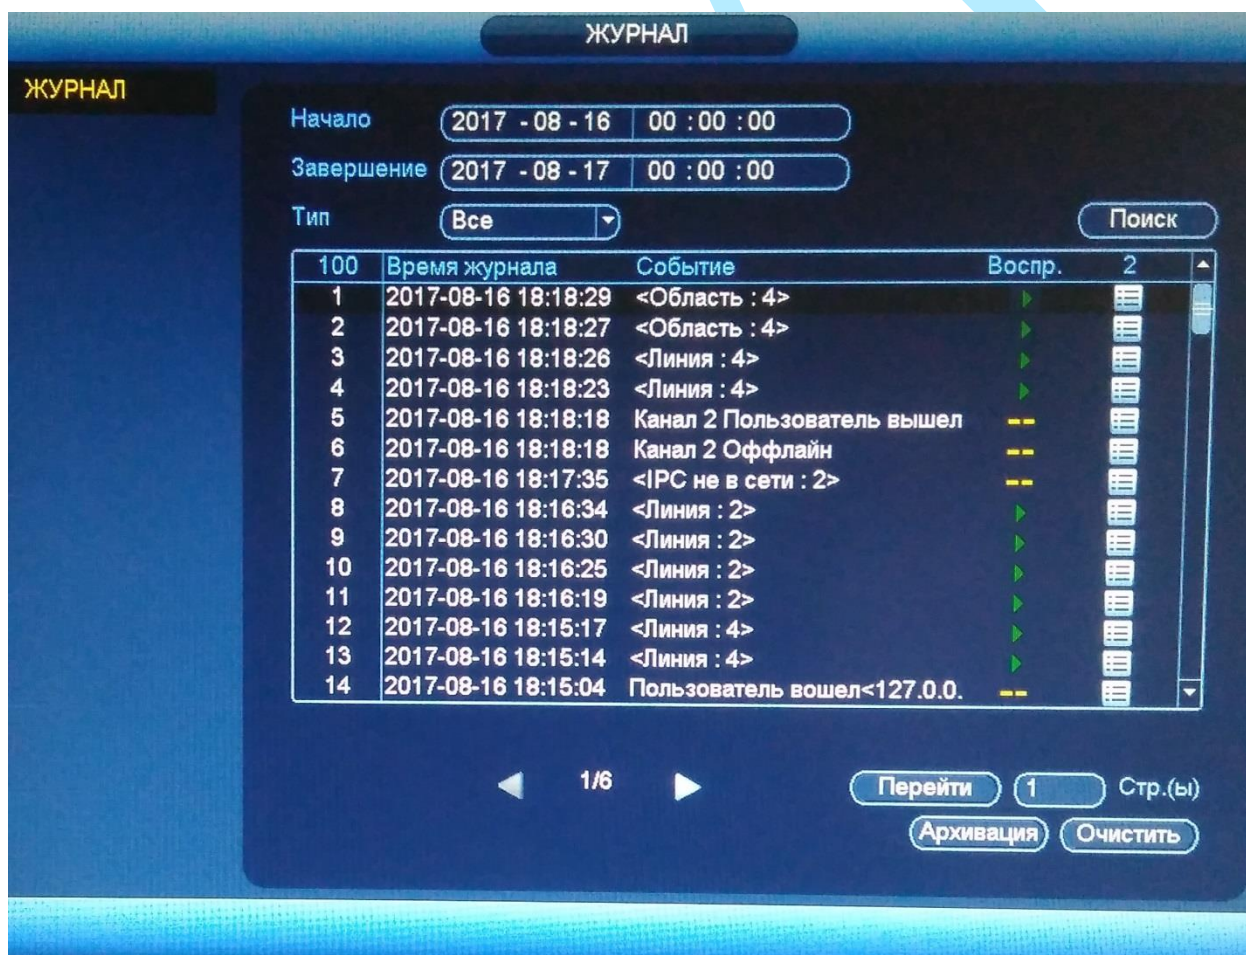 ЖУРНАЛ
ЖУРНАЛ
Начало 2017 - 08 - 16 00 : 00 : 00
Завершение 2017 - 08 - 17 00 : 00 : 00
Тип Все Поиск
100 Время журнала Событие Воспр. 2
1 2017-08-16 18:18:29 <Область : 4>
2 2017-08-16 18:18:27 <Область : 4>
3 2017-08-16 18:18:26 <Линия : 4>
4 2017-08-16 18:18:23 <Линия : 4>
5 2017-08-16 18:18:18 Канал 2 Пользователь вышел --
6 2017-08-16 18:18:18 Канал 2 Оффлайн --
7 2017-08-16 18:17:35 <IPC не в сети : 2> --
8 2017-08-16 18:16:34 <Линия : 2>
9 2017-08-16 18:16:30 <Линия : 2>
10 2017-08-16 18:16:25 <Линия : 2>
11 2017-08-16 18:16:19 <Линия : 2>
12 2017-08-16 18:15:17 <Линия : 4>
13 2017-08-16 18:15:14 <Линия : 4>
14 2017-08-16 18:15:04 Пользователь вошел<127.0.0. --
1/6 Перейти 1 Стр.(ы)
Архивация Очистить